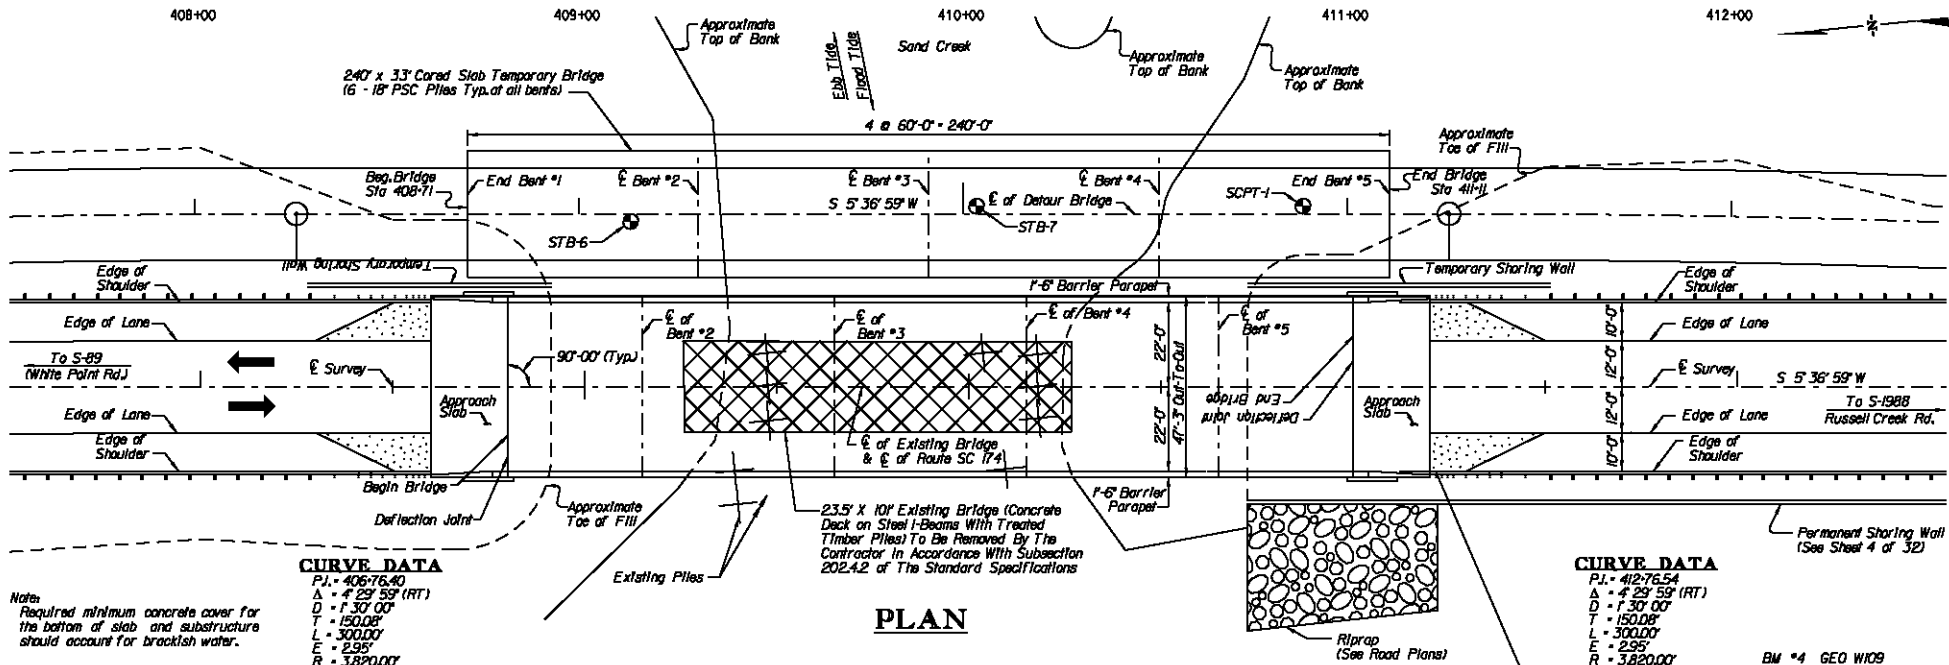 408+00
409+00
410+00
411+00
412+00
N
Approximate
Top of Bank
Ebb Tide
Flood Tide
Sand Creek
Approximate
Top of Bank
Approximate
Top of Bank
240' x 33' Cored Slab Temporary Bridge
(6 - 18" PSC Piles Typ. at all bents)
4 @ 60'-0" = 240'-0"
Approximate
Toe of Fill
Beg. Bridge
Sta 408+71
End Bent #1
℄ Bent #2
℄ Bent #3
℄ Bent #4
End Bent #5
End Bridge
Sta 411+11
S 5°36'59" W
℄ of Detour Bridge
SCPT-1
STB-6
STB-7
Temporary Shoring Wall
Temporary Shoring Wall
Edge of
Shoulder
1'-6" Barrier Parapet
Edge of
Shoulder
Edge of Lane
℄ of
Bent #2
℄ of
Bent #3
℄ of Bent #4
℄ of
Bent #5
Edge of Lane
To S-89
(White Point Rd.)
℄ Survey
90°-00' (Typ.)
22'-0"
22'-0"
47'-3" Out-To-Out
10'-0"
12'-0"
12'-0"
10'-0"
℄ Survey
S 5°36'59" W
To S-1988
Russell Creek Rd.
Edge of Lane
Approach
Slab
End Bridge
Deflection Joint
Approach
Slab
Edge of Lane
Edge of
Shoulder
℄ of Existing Bridge
& ℄ of Route SC 174
Edge of
Shoulder
Begin Bridge
Deflection Joint
Approximate
Toe of Fill
1'-6" Barrier
Parapet
23.5' X 101' Existing Bridge (Concrete
Deck on Steel I-Beams With Treated
Timber Piles) To Be Removed By The
Contractor In Accordance With Subsection
202.4.2 of The Standard Specifications
Existing Piles
Permanent Shoring Wall
(See Sheet 4 of 32)
CURVE DATA
P.I. = 406+76.40
Δ = 4°29'59" (RT)
D = 1°30'00"
T = 150.08'
L = 300.00'
E = 2.95'
R = 3,820.00'
Note:
Required minimum concrete cover for
the bottom of slab and substructure
should account for brackish water.
PLAN
Riprap
(See Road Plans)
CURVE DATA
P.I. = 412+76.54
Δ = 4°29'59" (RT)
D = 1°30'00"
T = 150.08'
L = 300.00'
E = 2.95'
R = 3,820.00'
BM #4 GEO W109